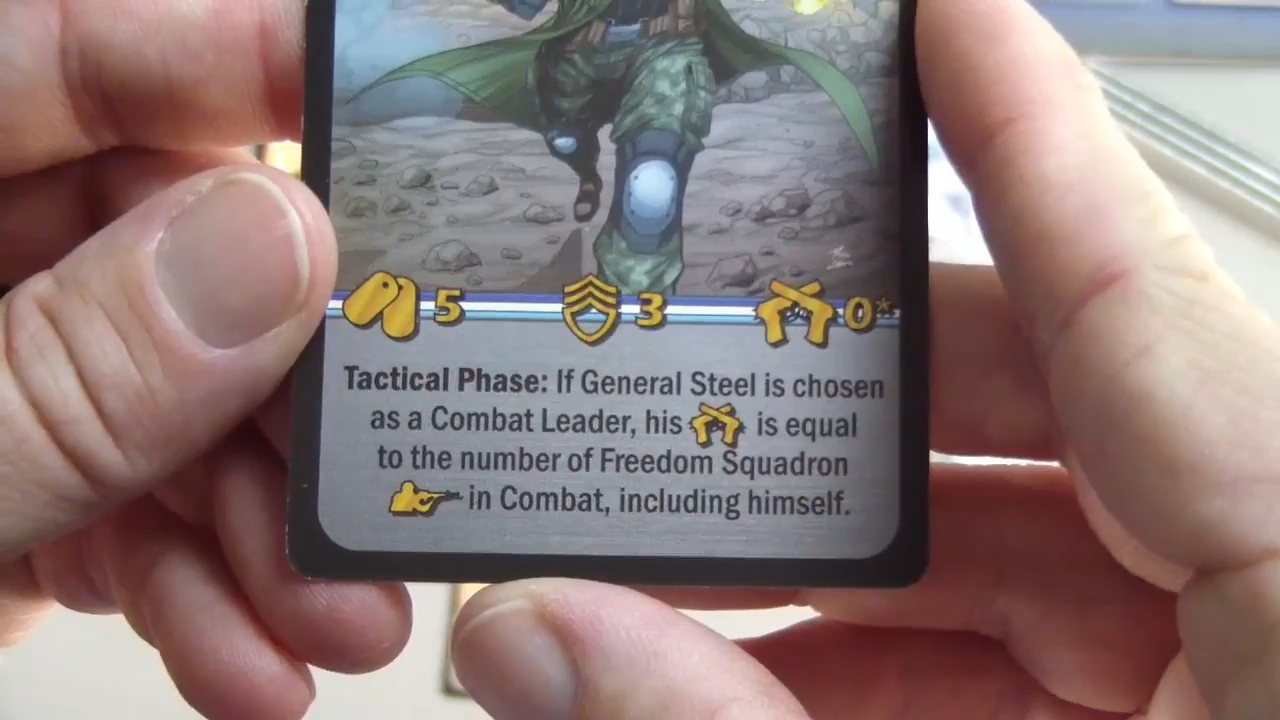 5 3 0*
Tactical Phase: If General Steel is chosen
as a Combat Leader, his is equal
to the number of Freedom Squadron
in Combat, including himself.